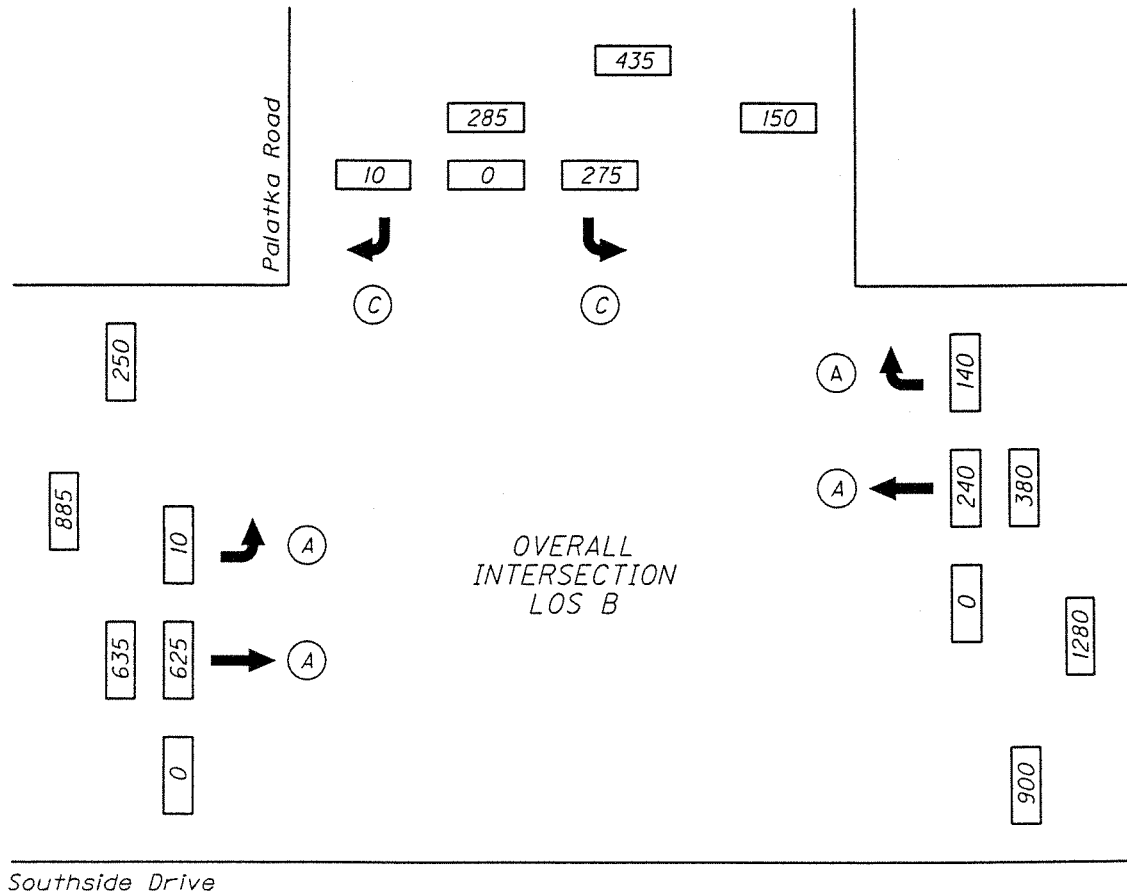 435
285
150
10
0
275
Palatka Road
C
C
250
A
140
885
10
A
A
240
380
OVERALL
INTERSECTION
LOS B
0
635
625
A
1280
0
900
Southside Drive